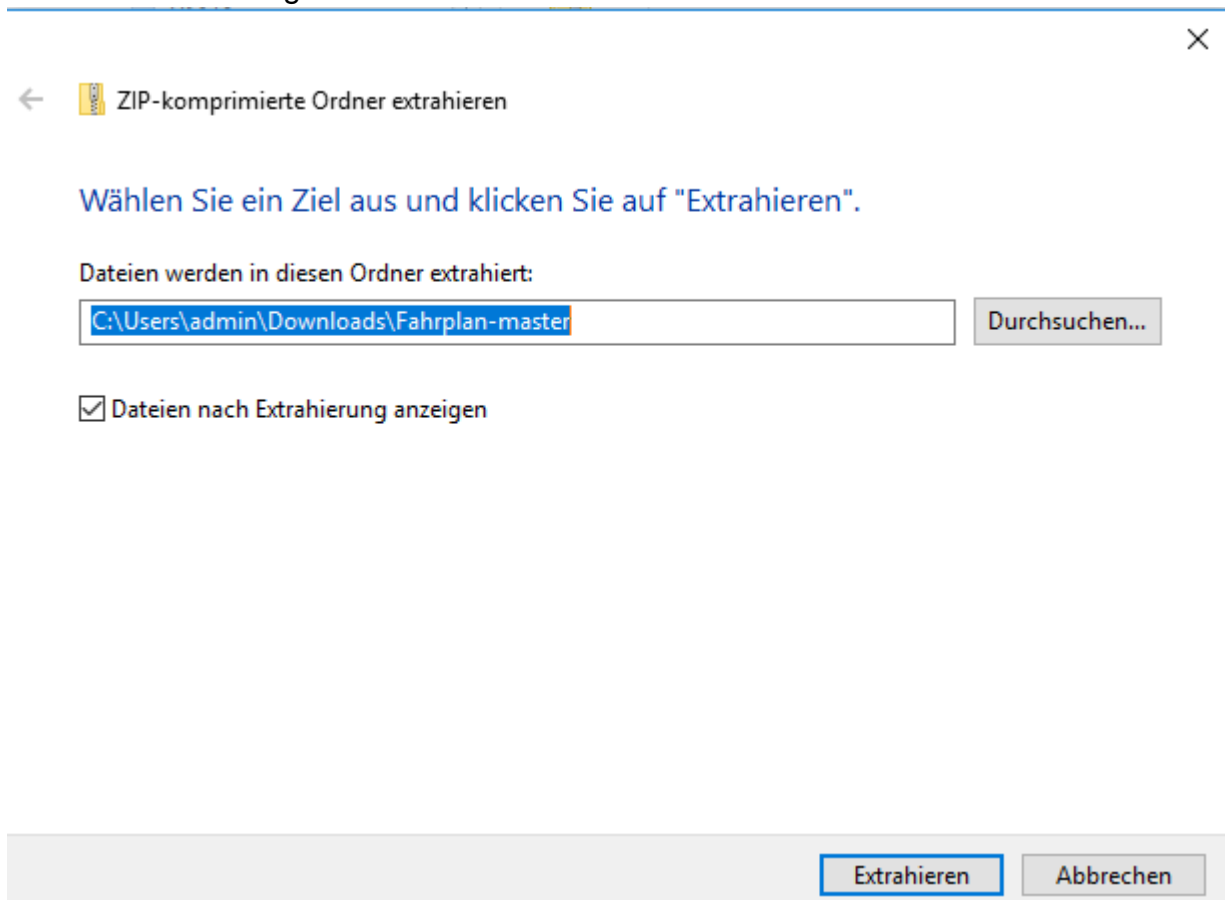 ZIP-komprimierte Ordner extrahieren
Wählen Sie ein Ziel aus und klicken Sie auf "Extrahieren".
Dateien werden in diesen Ordner extrahiert:
C:\Users\admin\Downloads\Fahrplan-master
Durchsuchen...
Dateien nach Extrahierung anzeigen
Extrahieren
Abbrechen